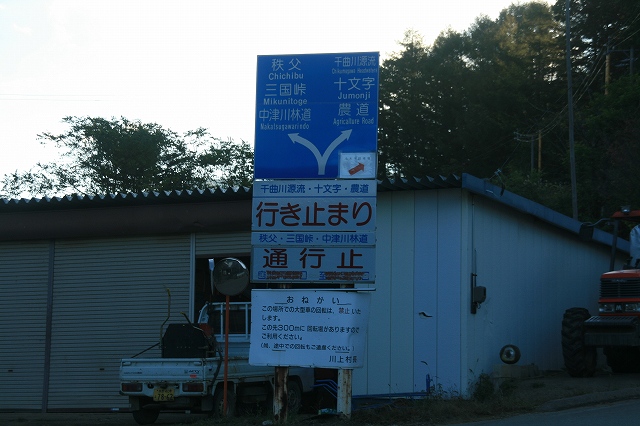 秩父
Chichibu
三国峠
Mikunitoge
中津川林道
Nakatsugawarindo
千曲川源流
十文字
Jumonji
農道
Agriculture Road
千曲川源流・十文字・農道
行き止まり
秩父・三国峠・中津川林道
通行止
おねがい
この場所での大型車の回転は、禁止いた
します。
この先300mに回転場がありますので
ご利用ください。
川上村長